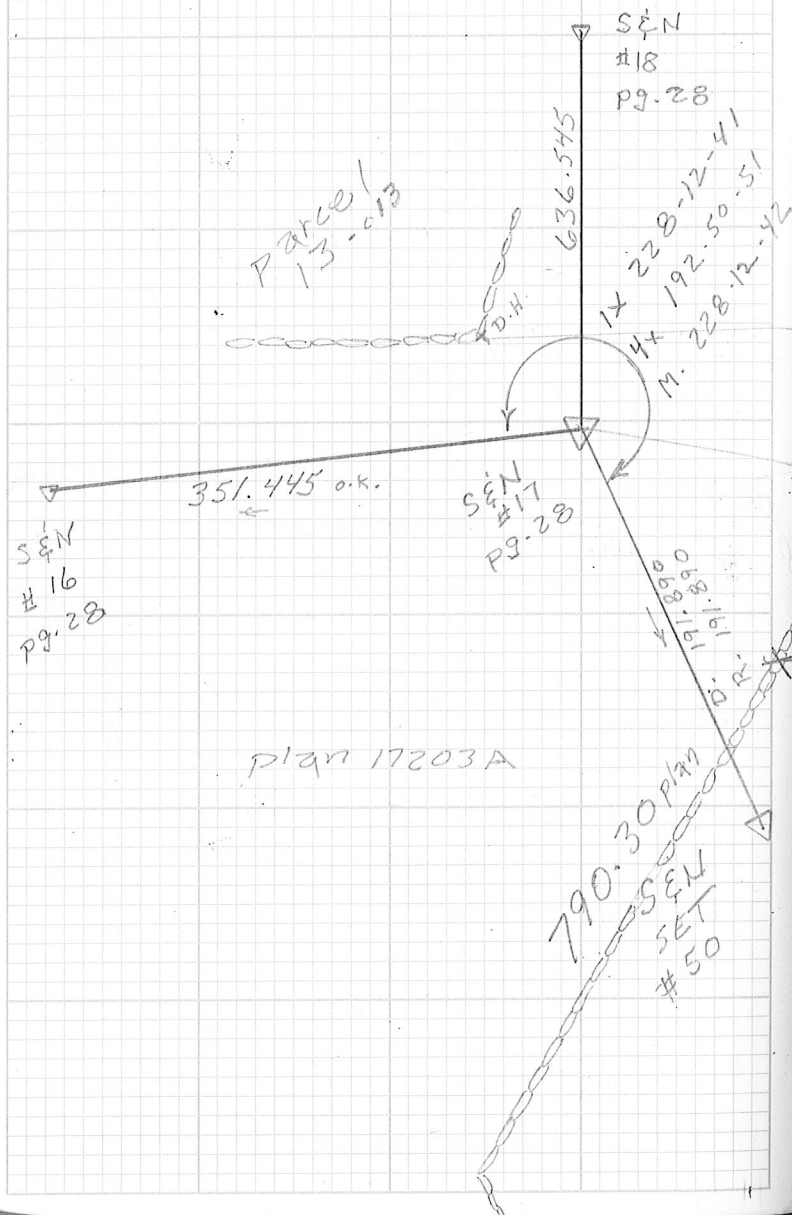 S&N
#18
pg. 28
636.545
1x 228-12-41
4x 192-50-51
M. 228-12-42
parcel
13-c13
D.H.
351.445 o.k.
S&N
#17
pg. 28
S&N
# 16
pg. 28
D. 191.890
R. 191.890
plan 17203A
790.30 plan
S&N
SET
# 50